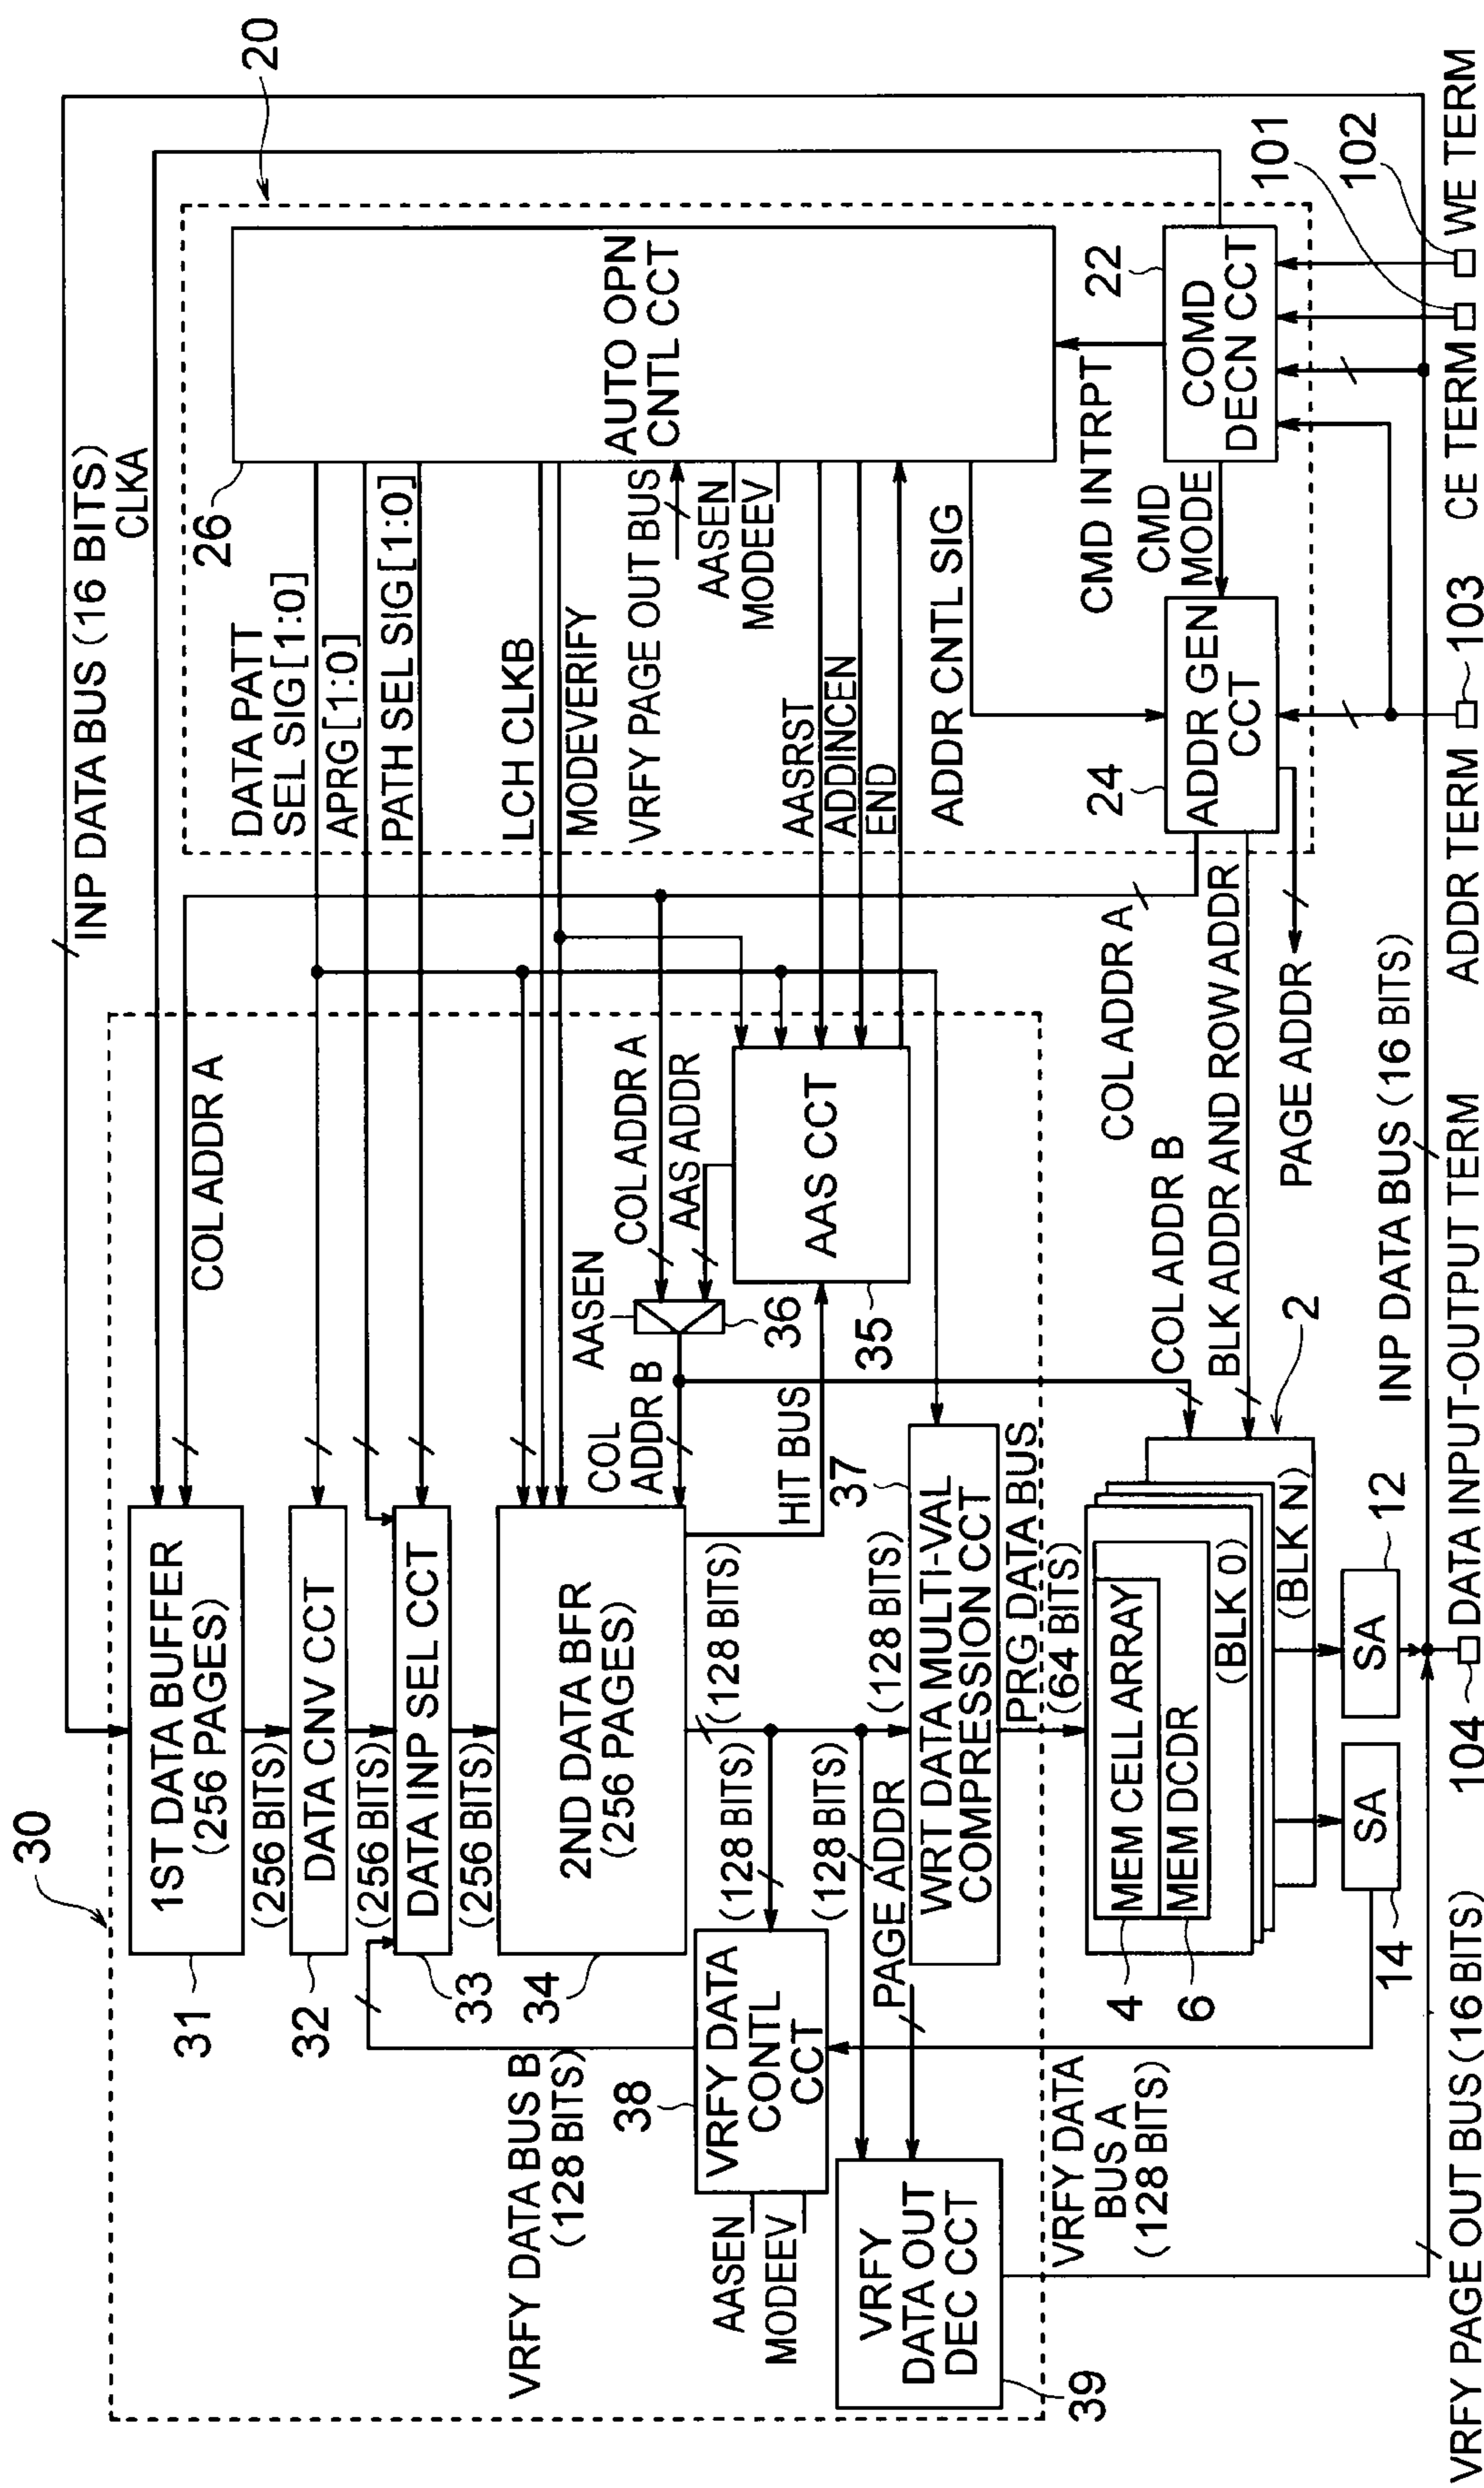 20
INP DATA BUS (16 BITS)
CLKA
30
31
1ST DATA BUFFER
(256 PAGES)
COL ADDR A
DATA PATT
SEL SIG [1:0]
APRG [1:0]
PATH SEL SIG [1:0]
26
AUTO OPN
CNTL CCT
(256 BITS)
32
DATA CNV CCT
(256 BITS)
33
DATA INP SEL CCT
(256 BITS)
34
2ND DATA BFR
(256 PAGES)
LCH CLKB
MODEVERIFY
VRFY PAGE OUT BUS
AASEN
MODEEV
AASRST
ADDINCEN
END
ADDR CNTL SIG
CMD INTRPT
VRFY DATA BUS B
(128 BITS)
COL
ADDR B
AASEN
COL ADDR A
AAS ADDR
36
AAS CCT
35
HIT BUS
(128 BITS)
38
VRFY DATA
CONTL
CCT
AASEN
MODEEV
(128 BITS)
(128 BITS)
(128 BITS)
PAGE ADDR
37
WRT DATA MULTI-VAL
COMPRESSION CCT
VRFY
DATA OUT
DEC CCT
39
PRG DATA BUS
(64 BITS)
VRFY DATA
BUS A
(128 BITS)
24
ADDR GEN
CCT
CMD
MODE
22
COMD
DECN CCT
COL ADDR A
COL ADDR B
BLK ADDR AND ROW ADDR
PAGE ADDR
2
4
MEM CELL ARRAY
6
MEM DCDR
(BLK 0)
(BLK N)
14
SA
12
SA
INP DATA BUS (16 BITS)
101
102
VRFY PAGE OUT BUS (16 BITS)
104
DATA INPUT-OUTPUT TERM
ADDR TERM
103
CE TERM
WE TERM